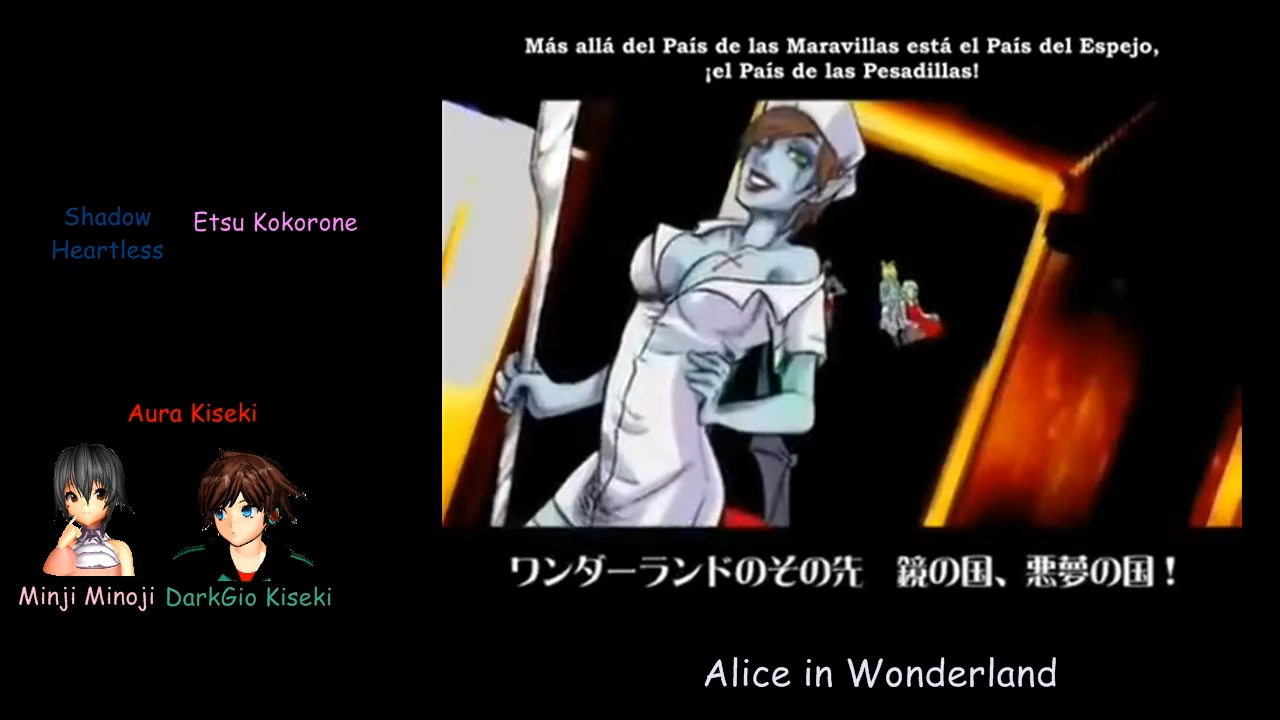 Más allá del País de las Maravillas está el País del Espejo,
¡el País de las Pesadillas!
Shadow
Heartless
Etsu Kokorone
Aura Kiseki
Minji Minoji
DarkGio Kiseki
ワンダーランドのその先　鏡の国、悪夢の国！
Alice in Wonderland